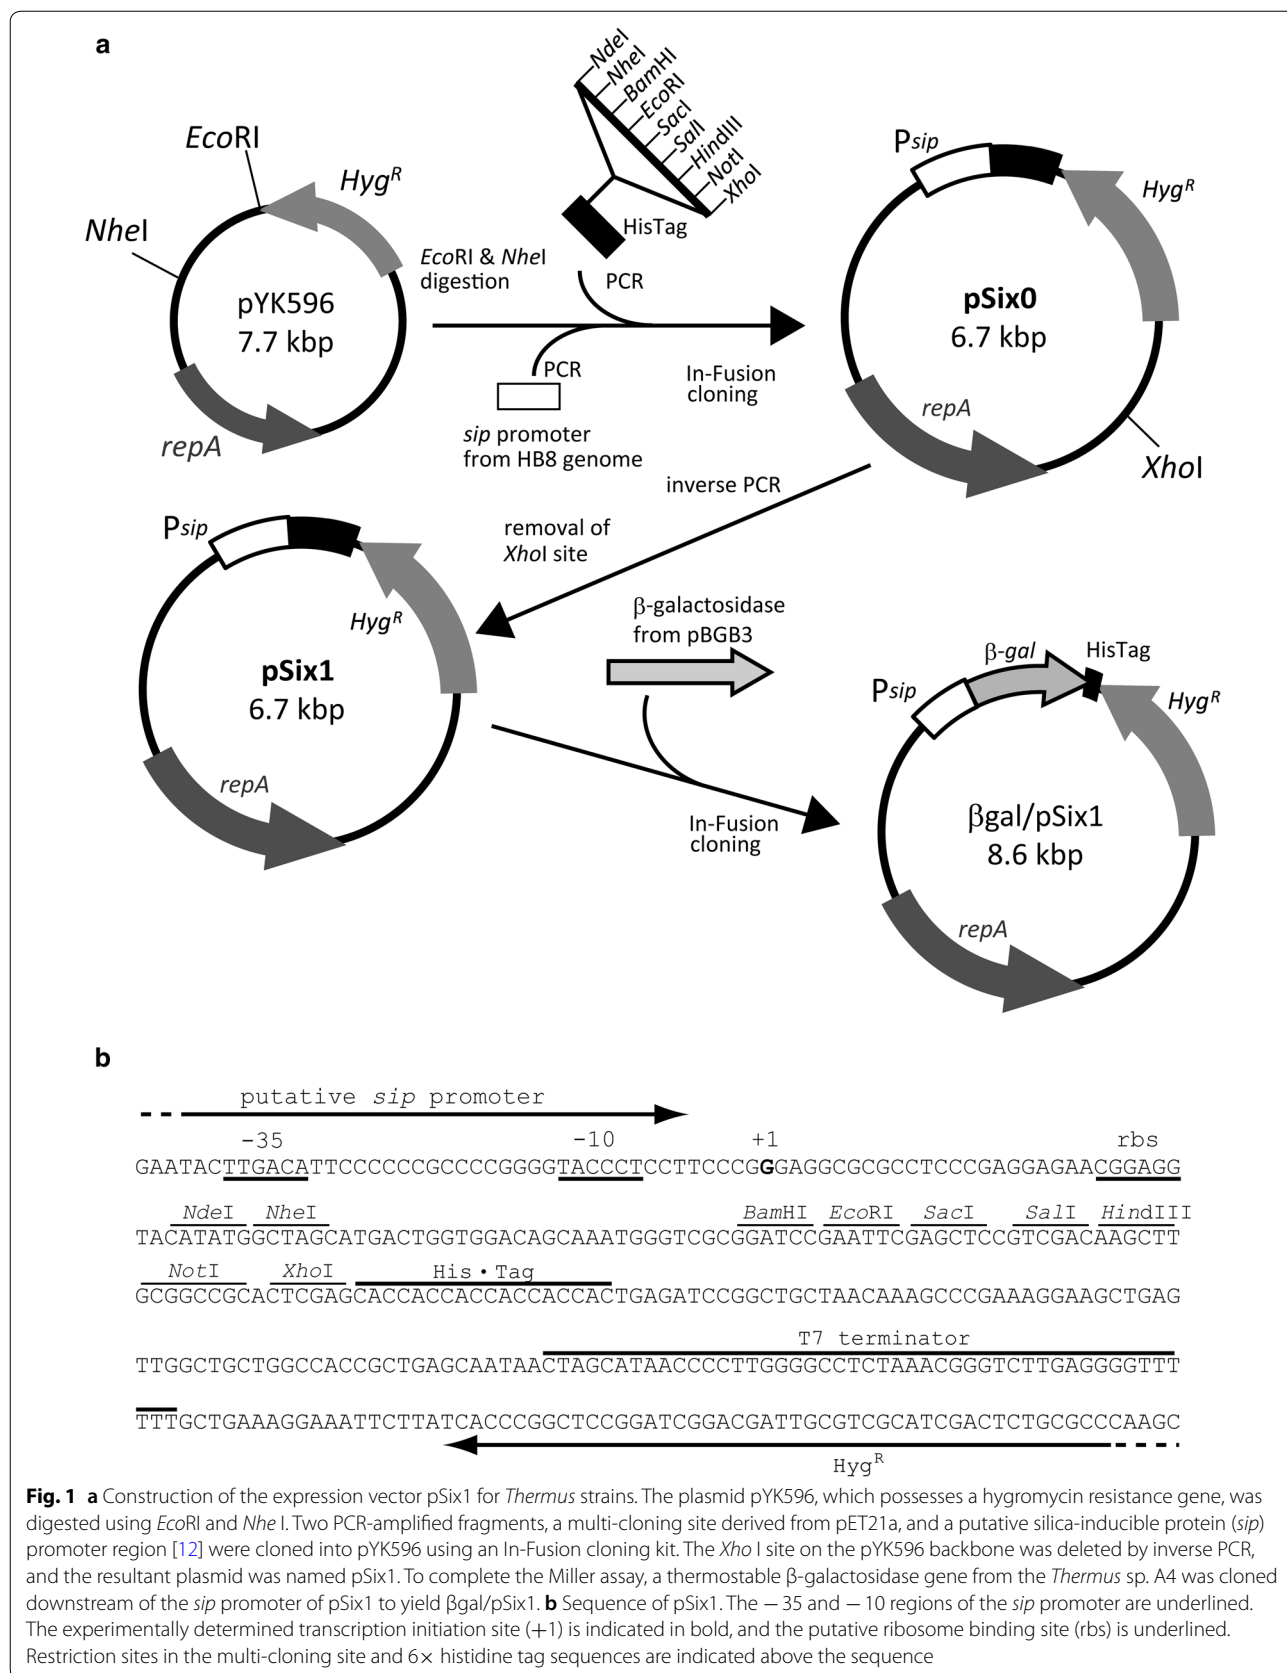 a
NdeI
NheI
BamHI
EcoRI
SacI
SalI
HindIII
NotI
XhoI
HisTag
EcoRI
HygR
NheI
pYK596
7.7 kbp
repA
EcoRI & NheI
digestion
PCR
PCR
In-Fusion
cloning
sip promoter
from HB8 genome
Psip
HygR
pSix0
6.7 kbp
repA
XhoI
inverse PCR
removal of
XhoI site
Psip
HygR
pSix1
6.7 kbp
repA
β-galactosidase
from pBGB3
In-Fusion
cloning
β-gal
HisTag
Psip
HygR
βgal/pSix1
8.6 kbp
repA
b
putative sip promoter
-35 -10 +1 rbs
GAATACTTGACATTCCCCCCGCCCCGGGGTACCCTCCTTCCCGGGAGGCGCGCCTCCCGAGGAGAACGGAGG
NdeI NheI BamHI EcoRI SacI SalI HindIII
TACATATGGCTAGCATGACTGGTGGACAGCAAATGGGTCGCGGATCCGAATTCGAGCTCCGTCGACAAGCTT
NotI XhoI His•Tag
GCGGCCGCACTCGAGCACCACCACCACCACCACTGAGATCCGGCTGCTAACAAAGCCCGAAAGGAAGCTGAG
T7 terminator
TTGGCTGCTGGCCACCGCTGAGCAATAACTAGCATAACCCCTTGGGGCCTCTAAACGGGTCTTGAGGGGTTT
TTTGCTGAAAGGAAATTCTTATCACCCGGCTCCGGATCGGACGATTGCGTCGCATCGACTCTGCGCCCAAGC
HygR
Fig. 1 a Construction of the expression vector pSix1 for Thermus strains. The plasmid pYK596, which possesses a hygromycin resistance gene, was
digested using EcoRI and Nhe I. Two PCR-amplified fragments, a multi-cloning site derived from pET21a, and a putative silica-inducible protein (sip)
promoter region [12] were cloned into pYK596 using an In-Fusion cloning kit. The Xho I site on the pYK596 backbone was deleted by inverse PCR,
and the resultant plasmid was named pSix1. To complete the Miller assay, a thermostable β-galactosidase gene from the Thermus sp. A4 was cloned
downstream of the sip promoter of pSix1 to yield βgal/pSix1. b Sequence of pSix1. The − 35 and − 10 regions of the sip promoter are underlined.
The experimentally determined transcription initiation site (+1) is indicated in bold, and the putative ribosome binding site (rbs) is underlined.
Restriction sites in the multi-cloning site and 6× histidine tag sequences are indicated above the sequence